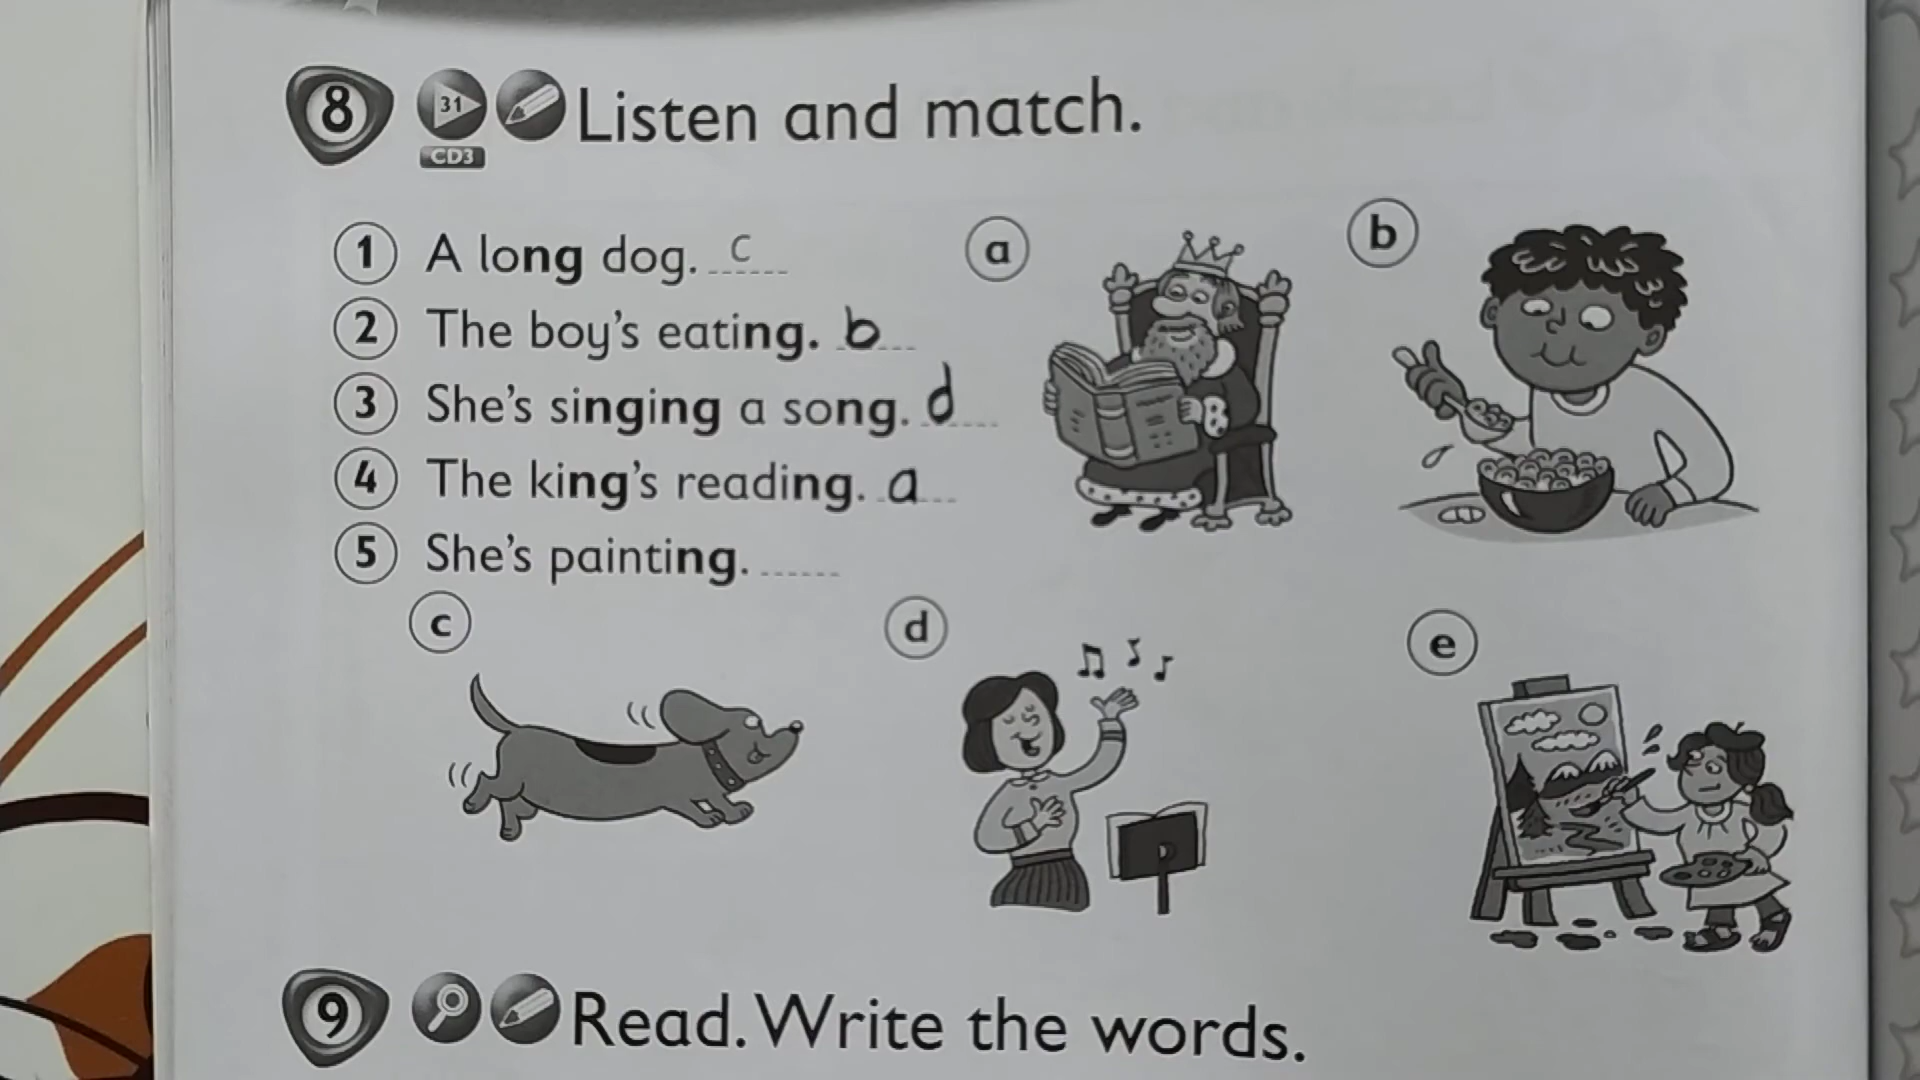 8 31 CD3 Listen and match.
1 A long dog. c
2 The boy's eating. b
3 She's singing a song. d
4 The king's reading. a
5 She's painting. ......
a
b
c
d
e
9 Read. Write the words.